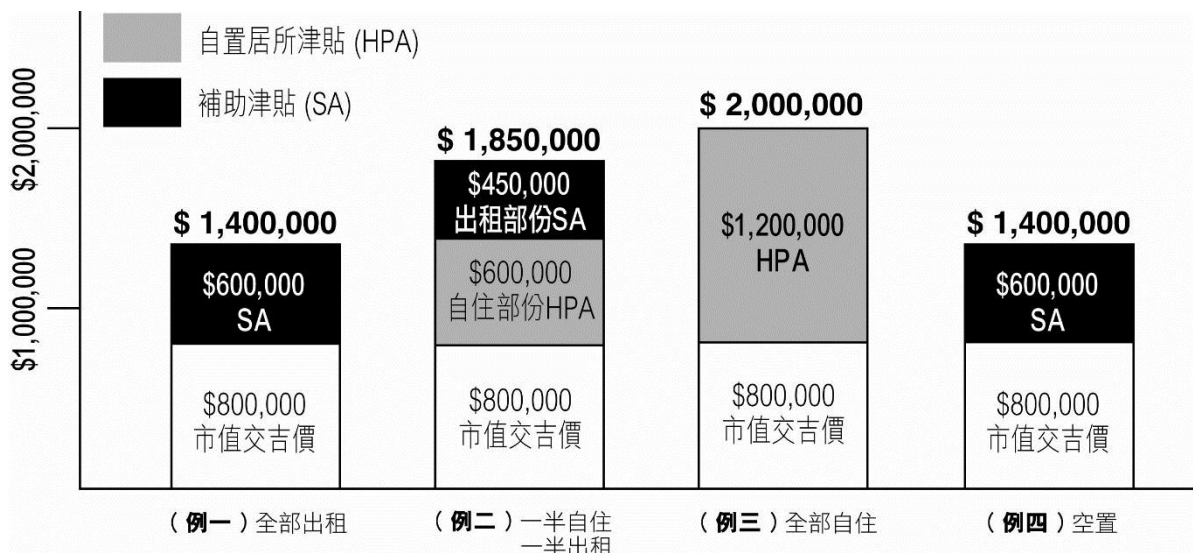 自置居所津貼 (HPA)
補助津貼 (SA)
$2,000,000
$1,000,000
$ 1,400,000
$600,000
SA
$800,000
市值交吉價
(例一) 全部出租
$ 1,850,000
$450,000
出租部份SA
$600,000
自住部份HPA
$800,000
市值交吉價
(例二) 一半自住
一半出租
$ 2,000,000
$1,200,000
HPA
$800,000
市值交吉價
(例三) 全部自住
$ 1,400,000
$600,000
SA
$800,000
市值交吉價
(例四) 空置